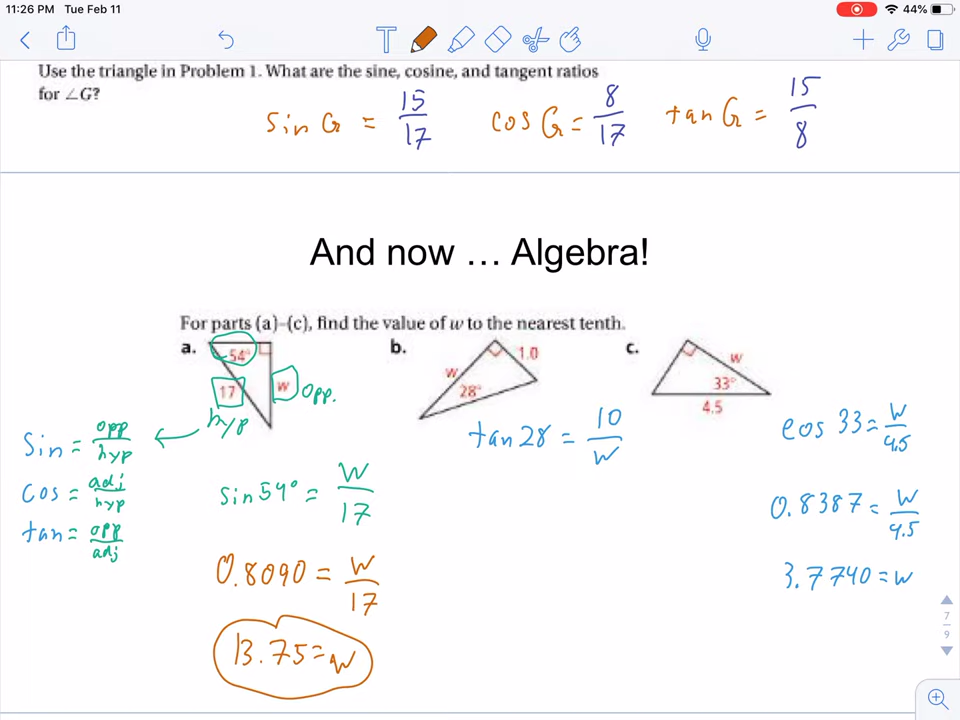 11:26 PM Tue Feb 11
44%
Use the triangle in Problem 1. What are the sine, cosine, and tangent ratios
for ∠G?
sin G = 15/17 cos G = 8/17 tan G = 15/8
And now … Algebra!
For parts (a)–(c), find the value of w to the nearest tenth.
a. 54° 17 w opp. hyp
b. w 1.0 28°
c. w 33° 4.5
sin = opp/hyp
cos = adj/hyp
tan = opp/adj
sin 54° = w/17
0.8090 = w/17
13.75 = w
tan 28 = 10/w
cos 33 = w/4.5
0.8387 = w/4.5
3.7740 = w
7/9